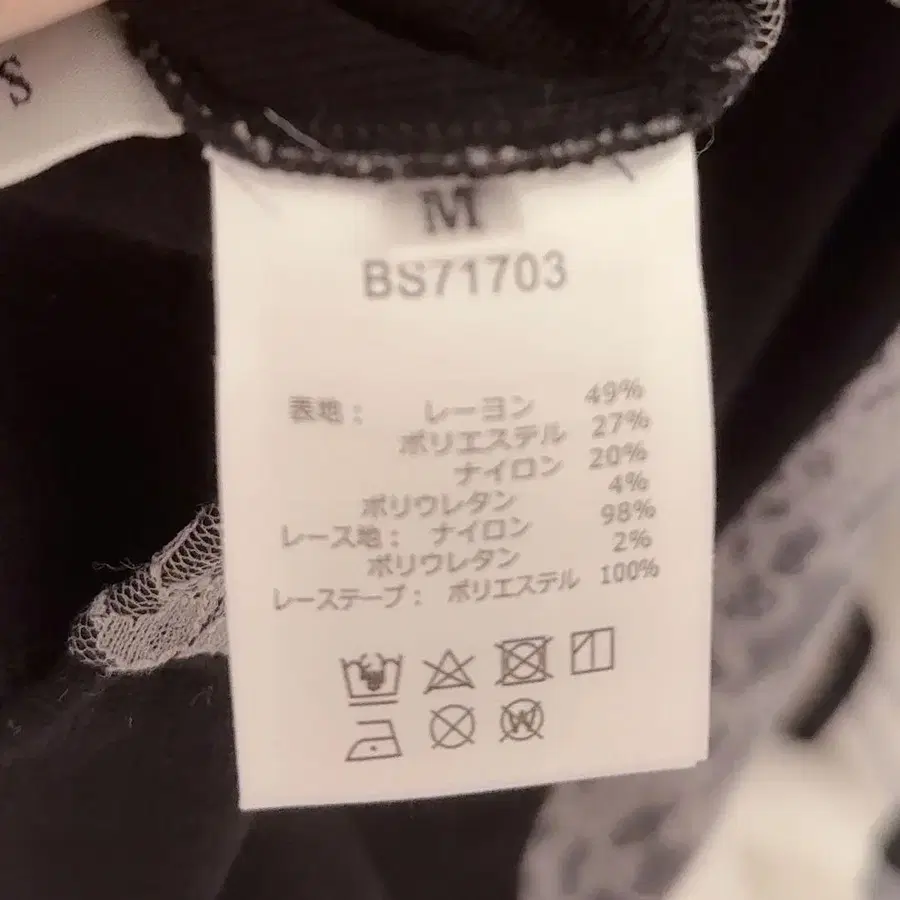 S
M
BS71703
表地： レーヨン 49%
ポリエステル 27%
ナイロン 20%
ポリウレタン 4%
レース地： ナイロン 98%
ポリウレタン 2%
レーステープ： ポリエステル 100%
W